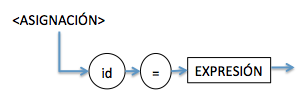 <ASIGNACIÓN>
id = EXPRESIÓN